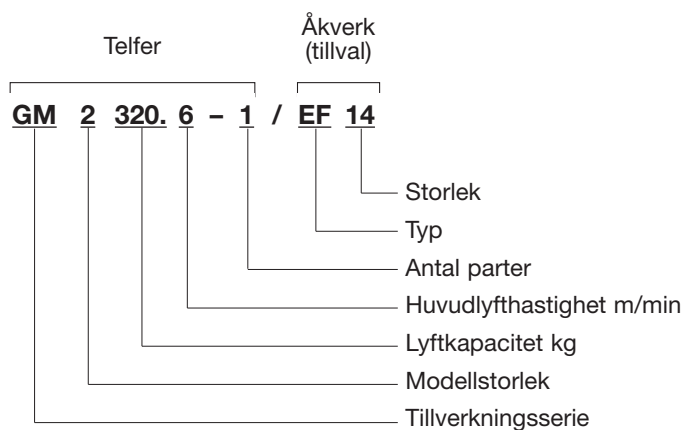 Telfer
Åkverk
(tillval)
GM 2 320. 6 – 1 / EF 14
Storlek
Typ
Antal parter
Huvudlyfthastighet m/min
Lyftkapacitet kg
Modellstorlek
Tillverkningsserie